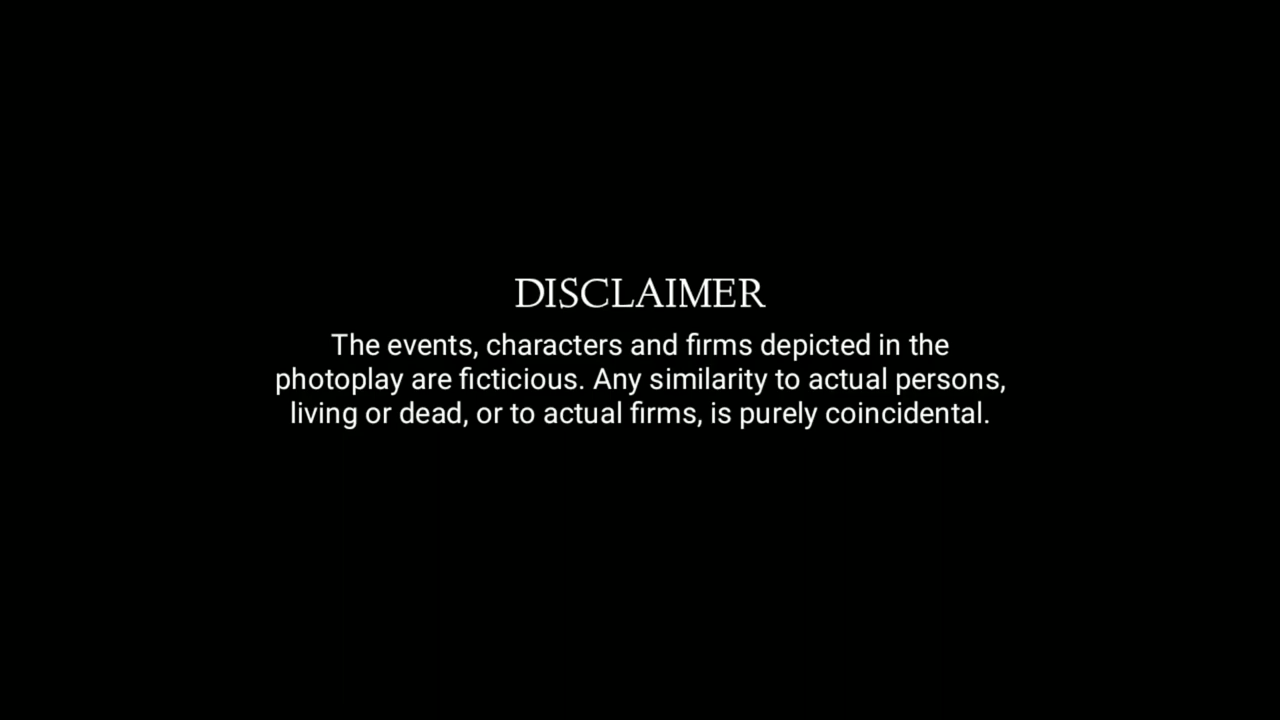 DISCLAIMER
The events, characters and firms depicted in the
photoplay are ficticious. Any similarity to actual persons,
living or dead, or to actual firms, is purely coincidental.